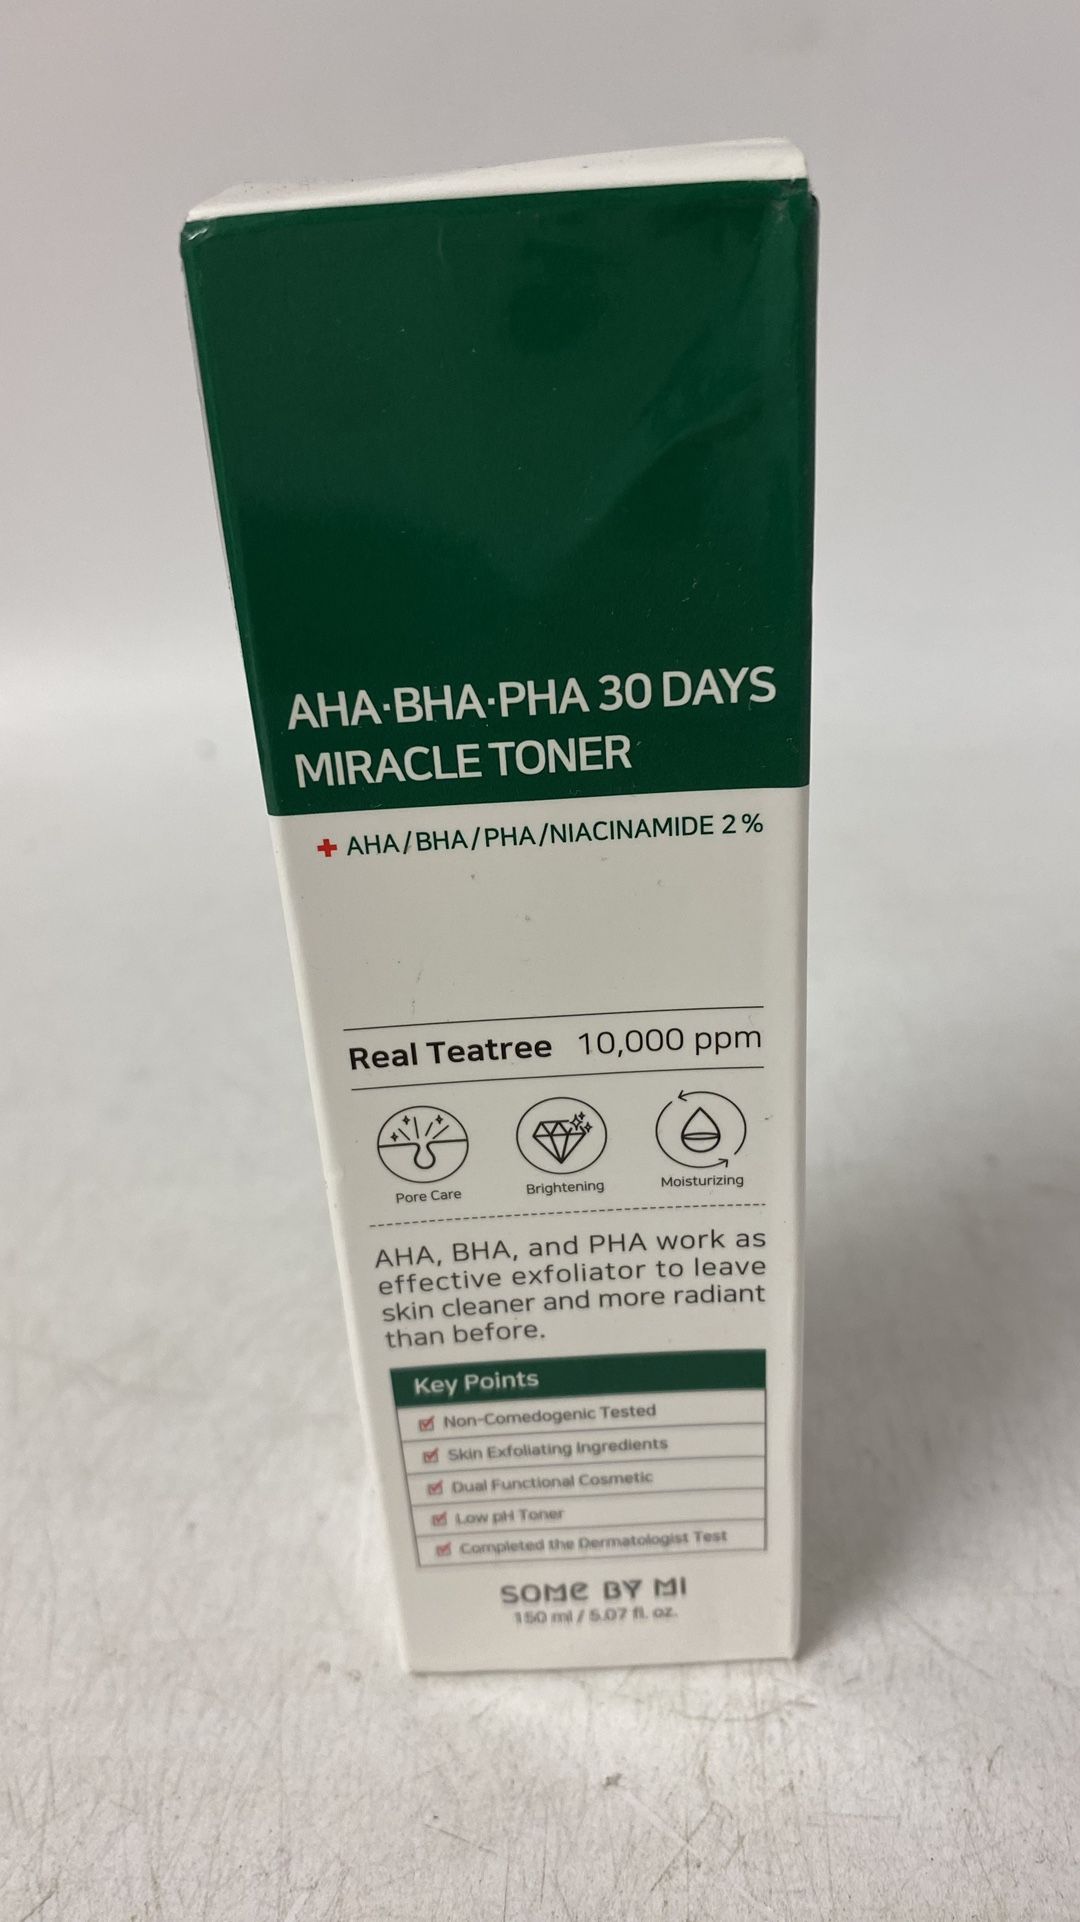 AHA·BHA·PHA 30 DAYS
MIRACLE TONER
+ AHA/BHA/PHA/NIACINAMIDE 2%
Real Teatree 10,000 ppm
Pore Care Brightening Moisturizing
AHA, BHA, and PHA work as
effective exfoliator to leave
skin cleaner and more radiant
than before.
Key Points
Non-Comedogenic Tested
Skin Exfoliating Ingredients
Dual Functional Cosmetic
Low pH Toner
Completed the Dermatologist Test
SOME BY MI
150 ml / 5.07 fl. oz.